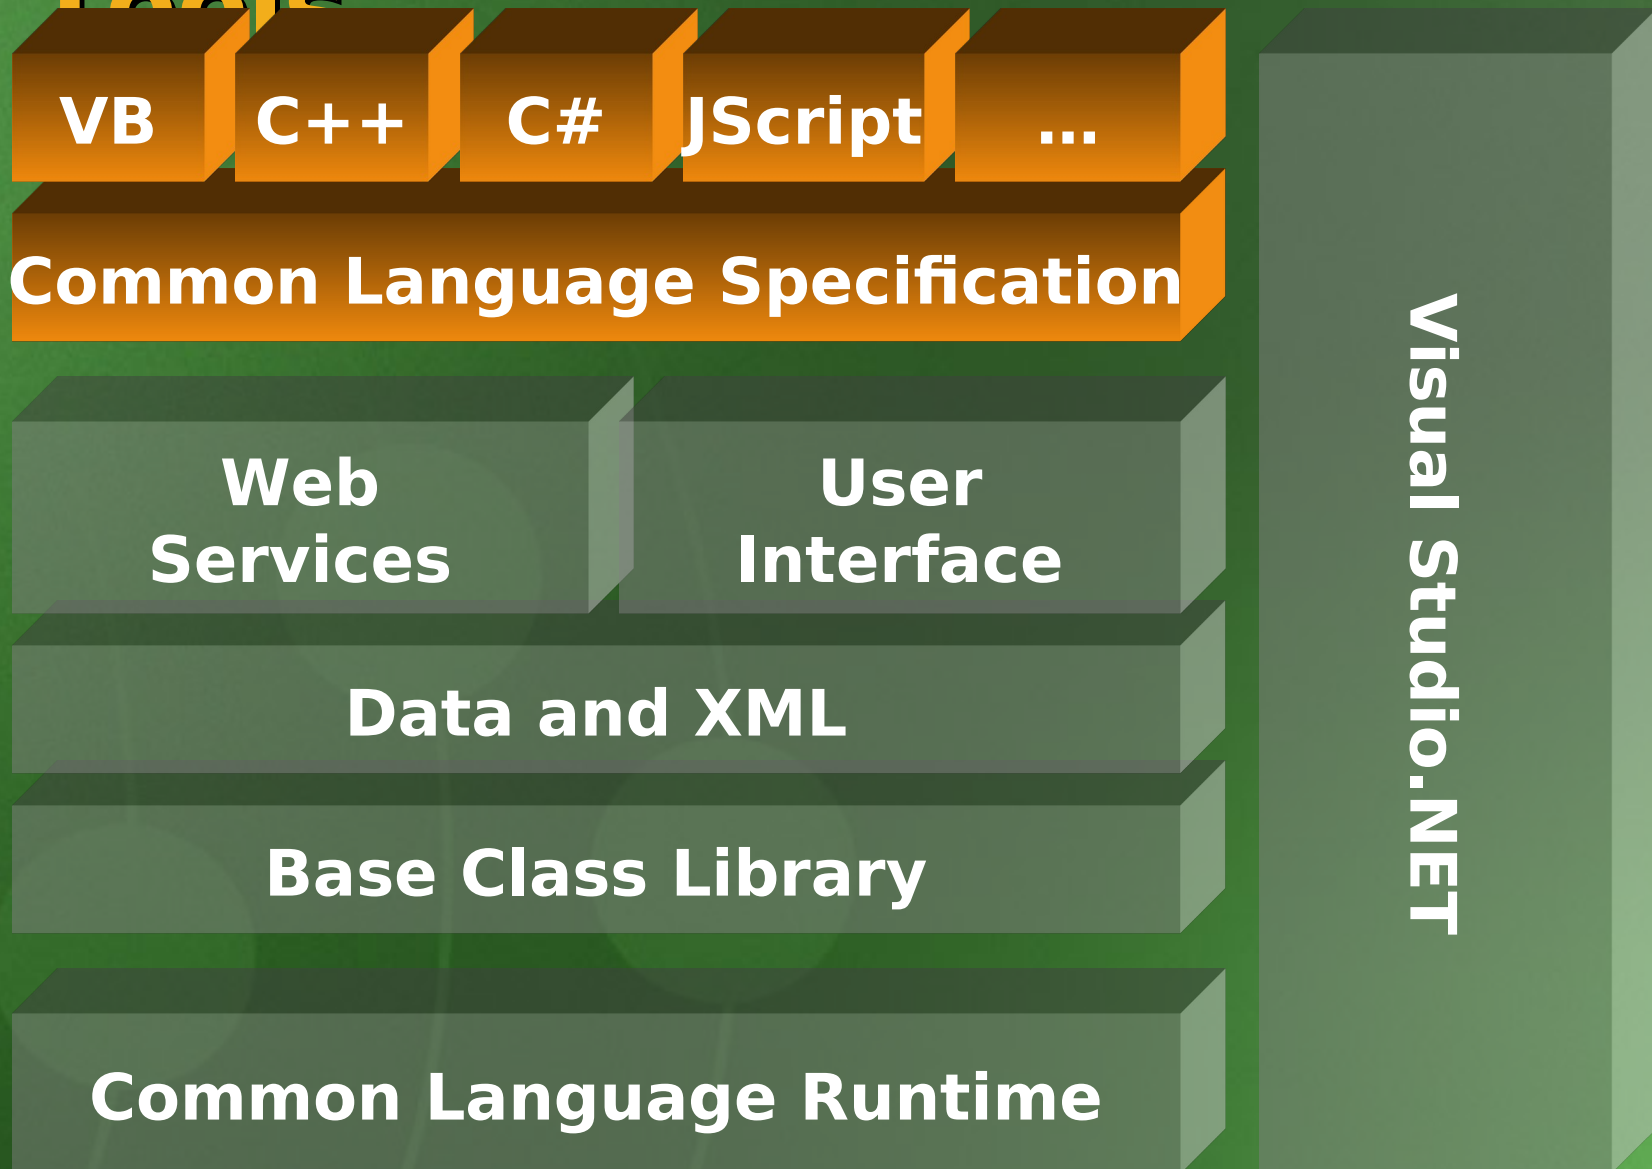 VB
C++
C#
JScript
...
Common Language Specification
Web
Services
User
Interface
Data and XML
Base Class Library
Common Language Runtime
Visual Studio.NET